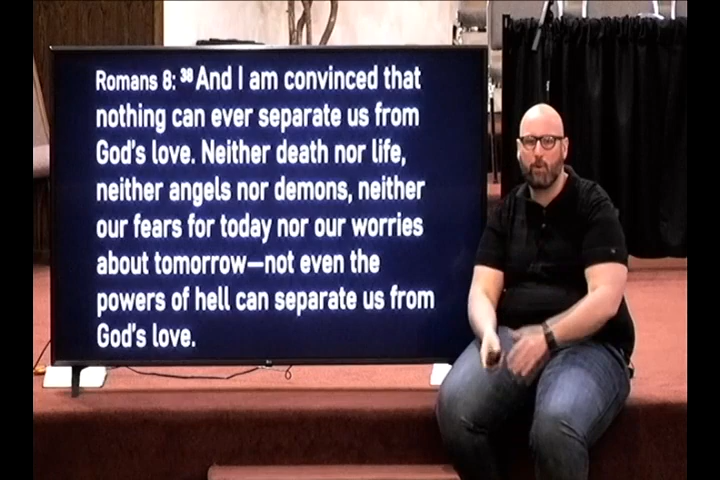 Romans 8: ³⁸ And I am convinced that
nothing can ever separate us from
God's love. Neither death nor life,
neither angels nor demons, neither
our fears for today nor our worries
about tomorrow—not even the
powers of hell can separate us from
God's love.